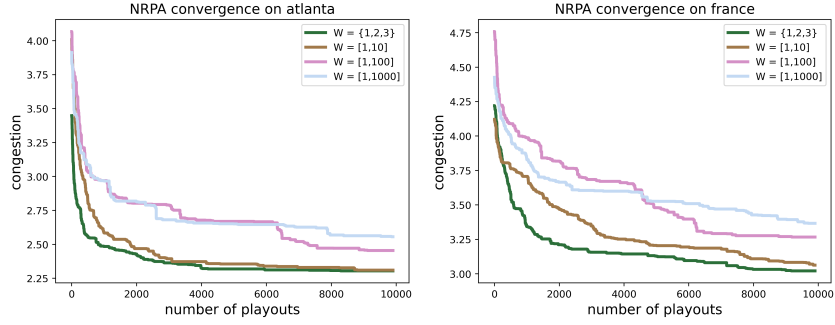 NRPA convergence on atlanta
congestion
4.00
3.75
3.50
3.25
3.00
2.75
2.50
2.25
W = {1,2,3}
W = [1,10]
W = [1,100]
W = [1,1000]
0 2000 4000 6000 8000 10000
number of playouts
NRPA convergence on france
congestion
4.75
4.50
4.25
4.00
3.75
3.50
3.25
3.00
W = {1,2,3}
W = [1,10]
W = [1,100]
W = [1,1000]
0 2000 4000 6000 8000 10000
number of playouts